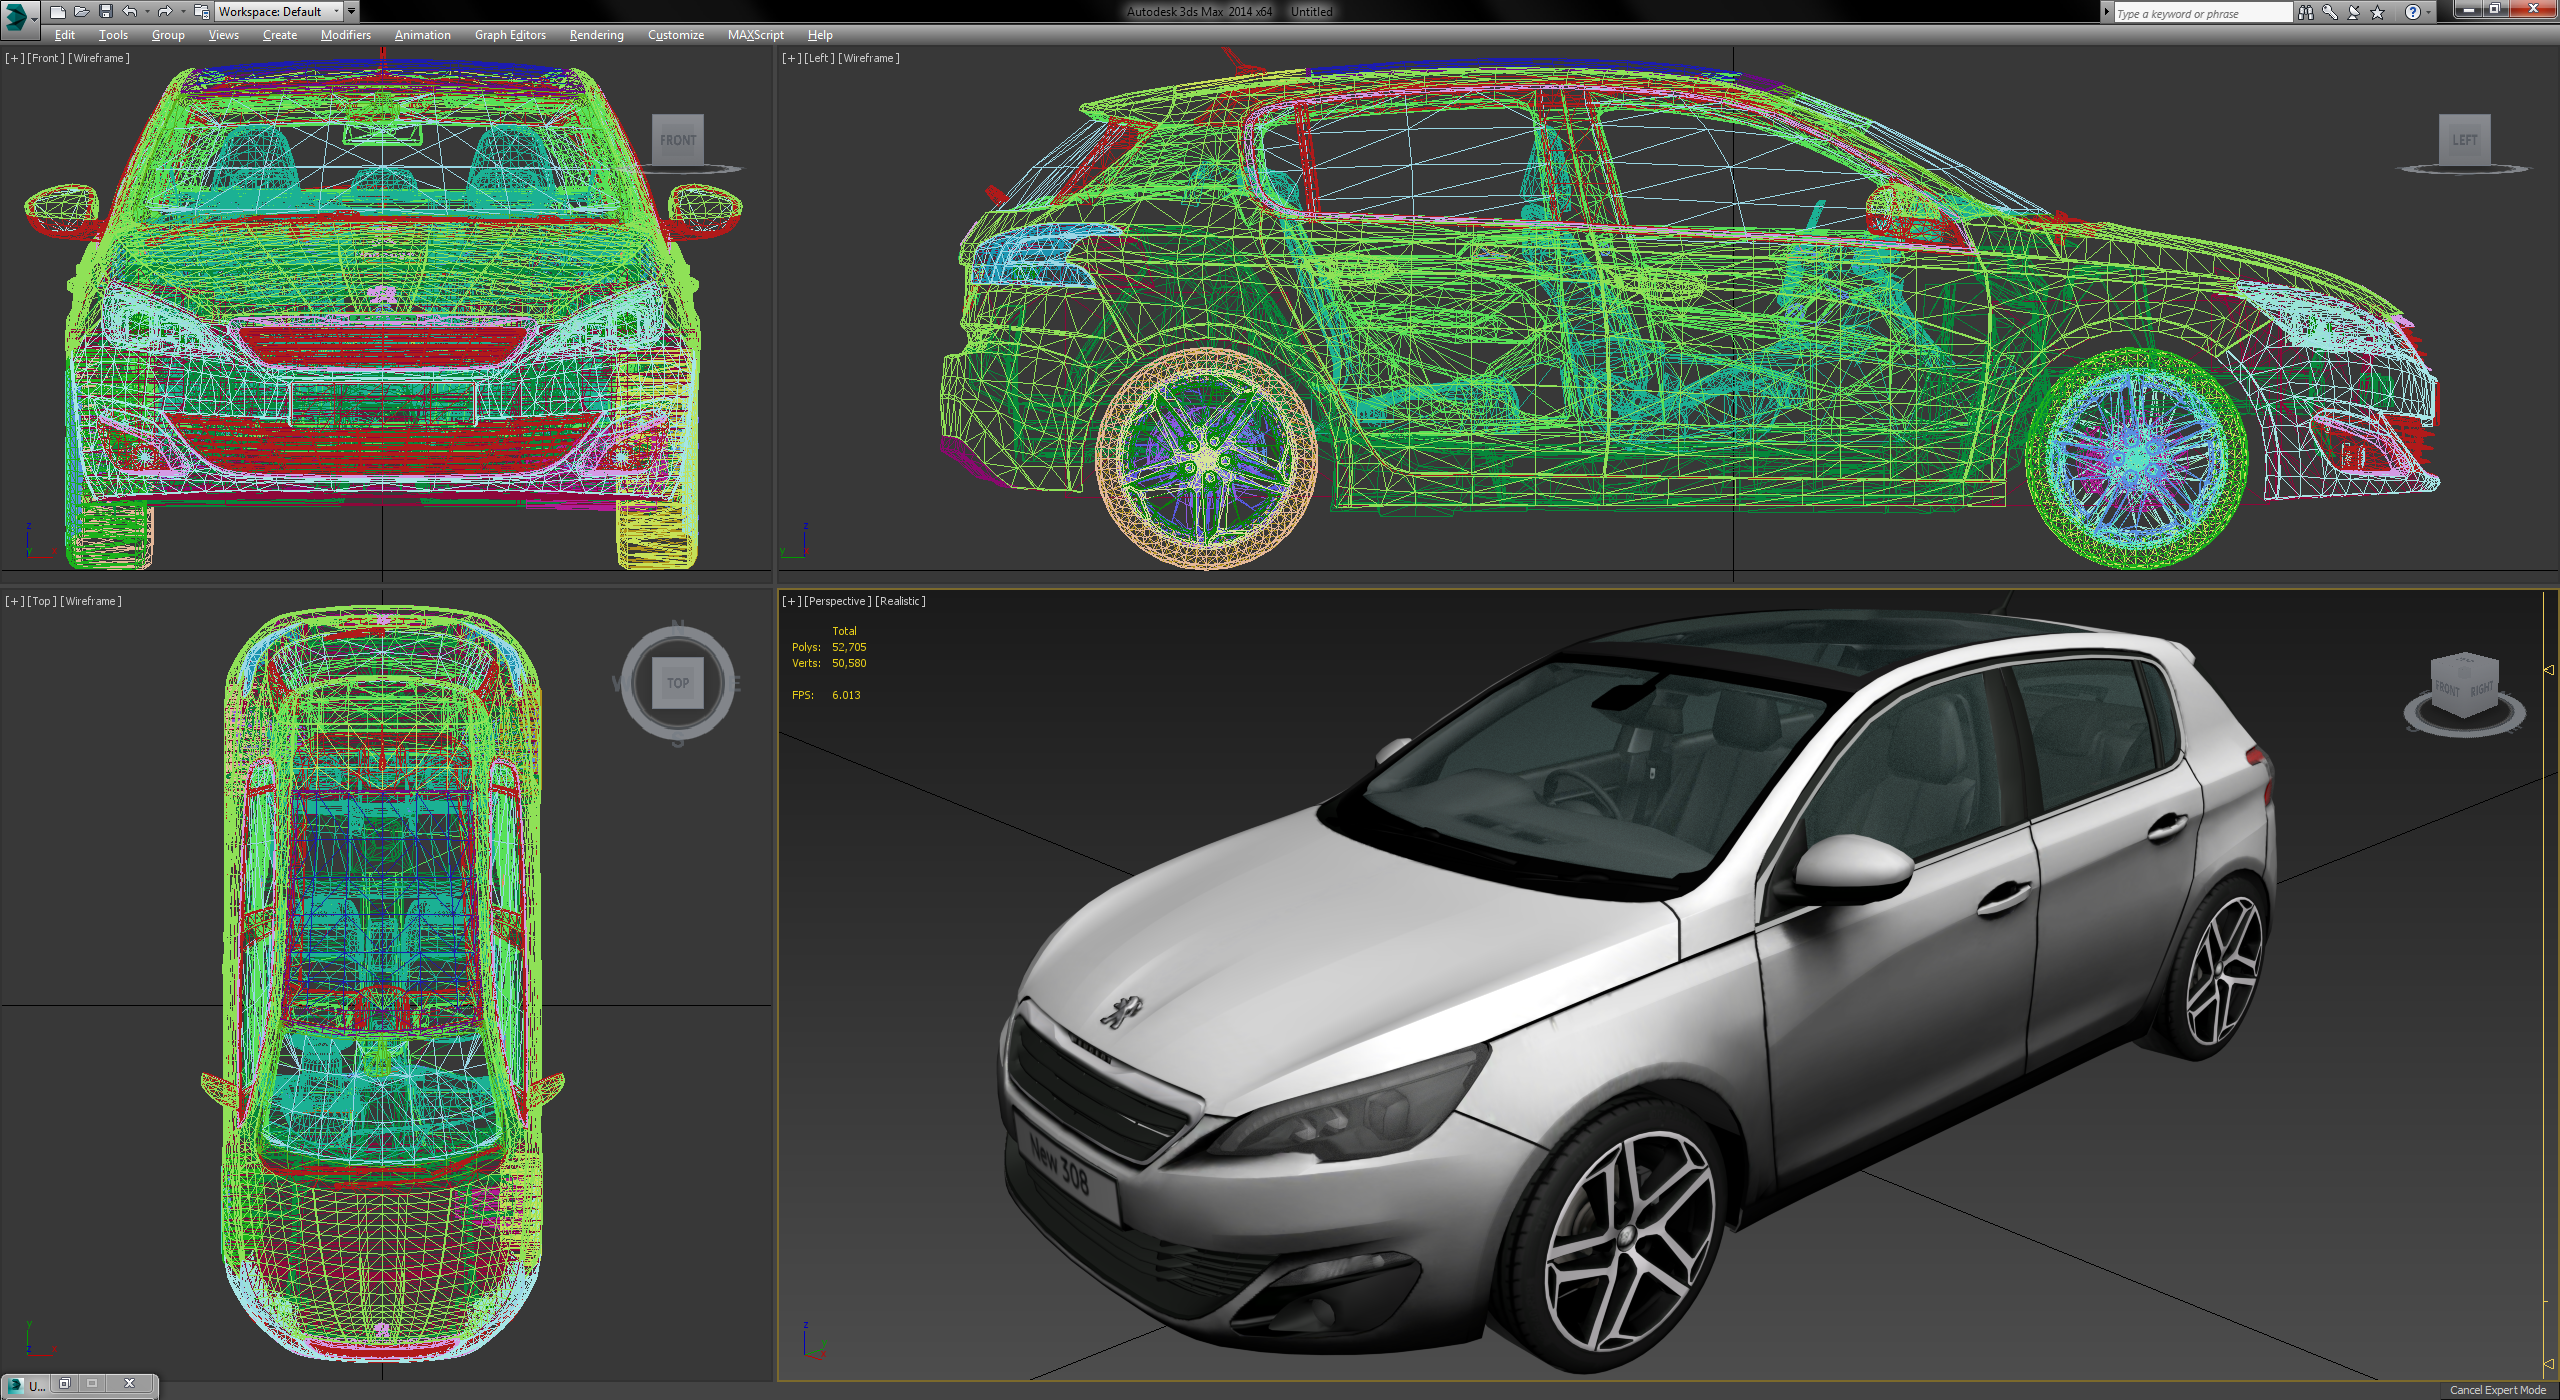 Workspace: Default
Autodesk 3ds Max 2014 x64 Untitled
Type a keyword or phrase
Edit Tools Group Views Create Modifiers Animation Graph Editors Rendering Customize MAXScript Help
[+] [Front] [Wireframe]
FRONT
z
y
[+] [Left] [Wireframe]
LEFT
z
y
[+] [Top] [Wireframe]
N
W TOP E
S
y
z
[+] [Perspective] [Realistic]
Total
Polys: 52,705
Verts: 50,580
FPS: 6.013
FRONT RIGHT
New 308
z
y
U...
Cancel Expert Mode